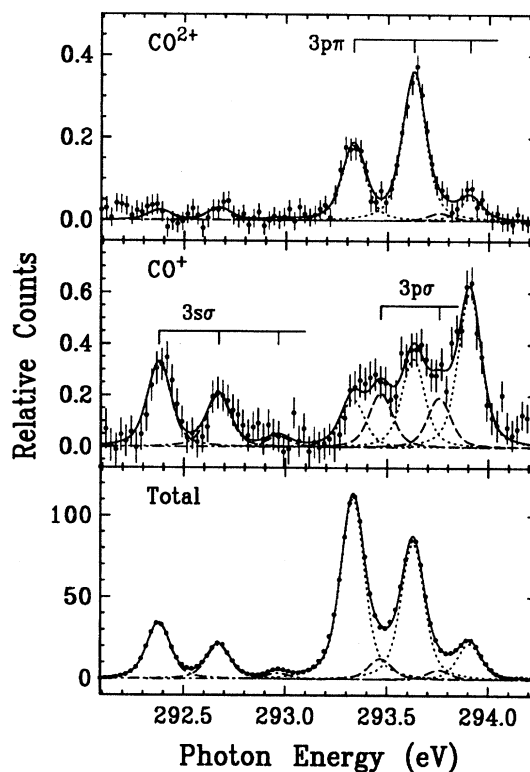 CO2+
3pπ
0.4
0.2
0.0
CO+
3sσ
3pσ
0.6
0.4
0.2
0.0
Relative Counts
Total
100
50
0
292.5 293.0 293.5 294.0
Photon Energy (eV)